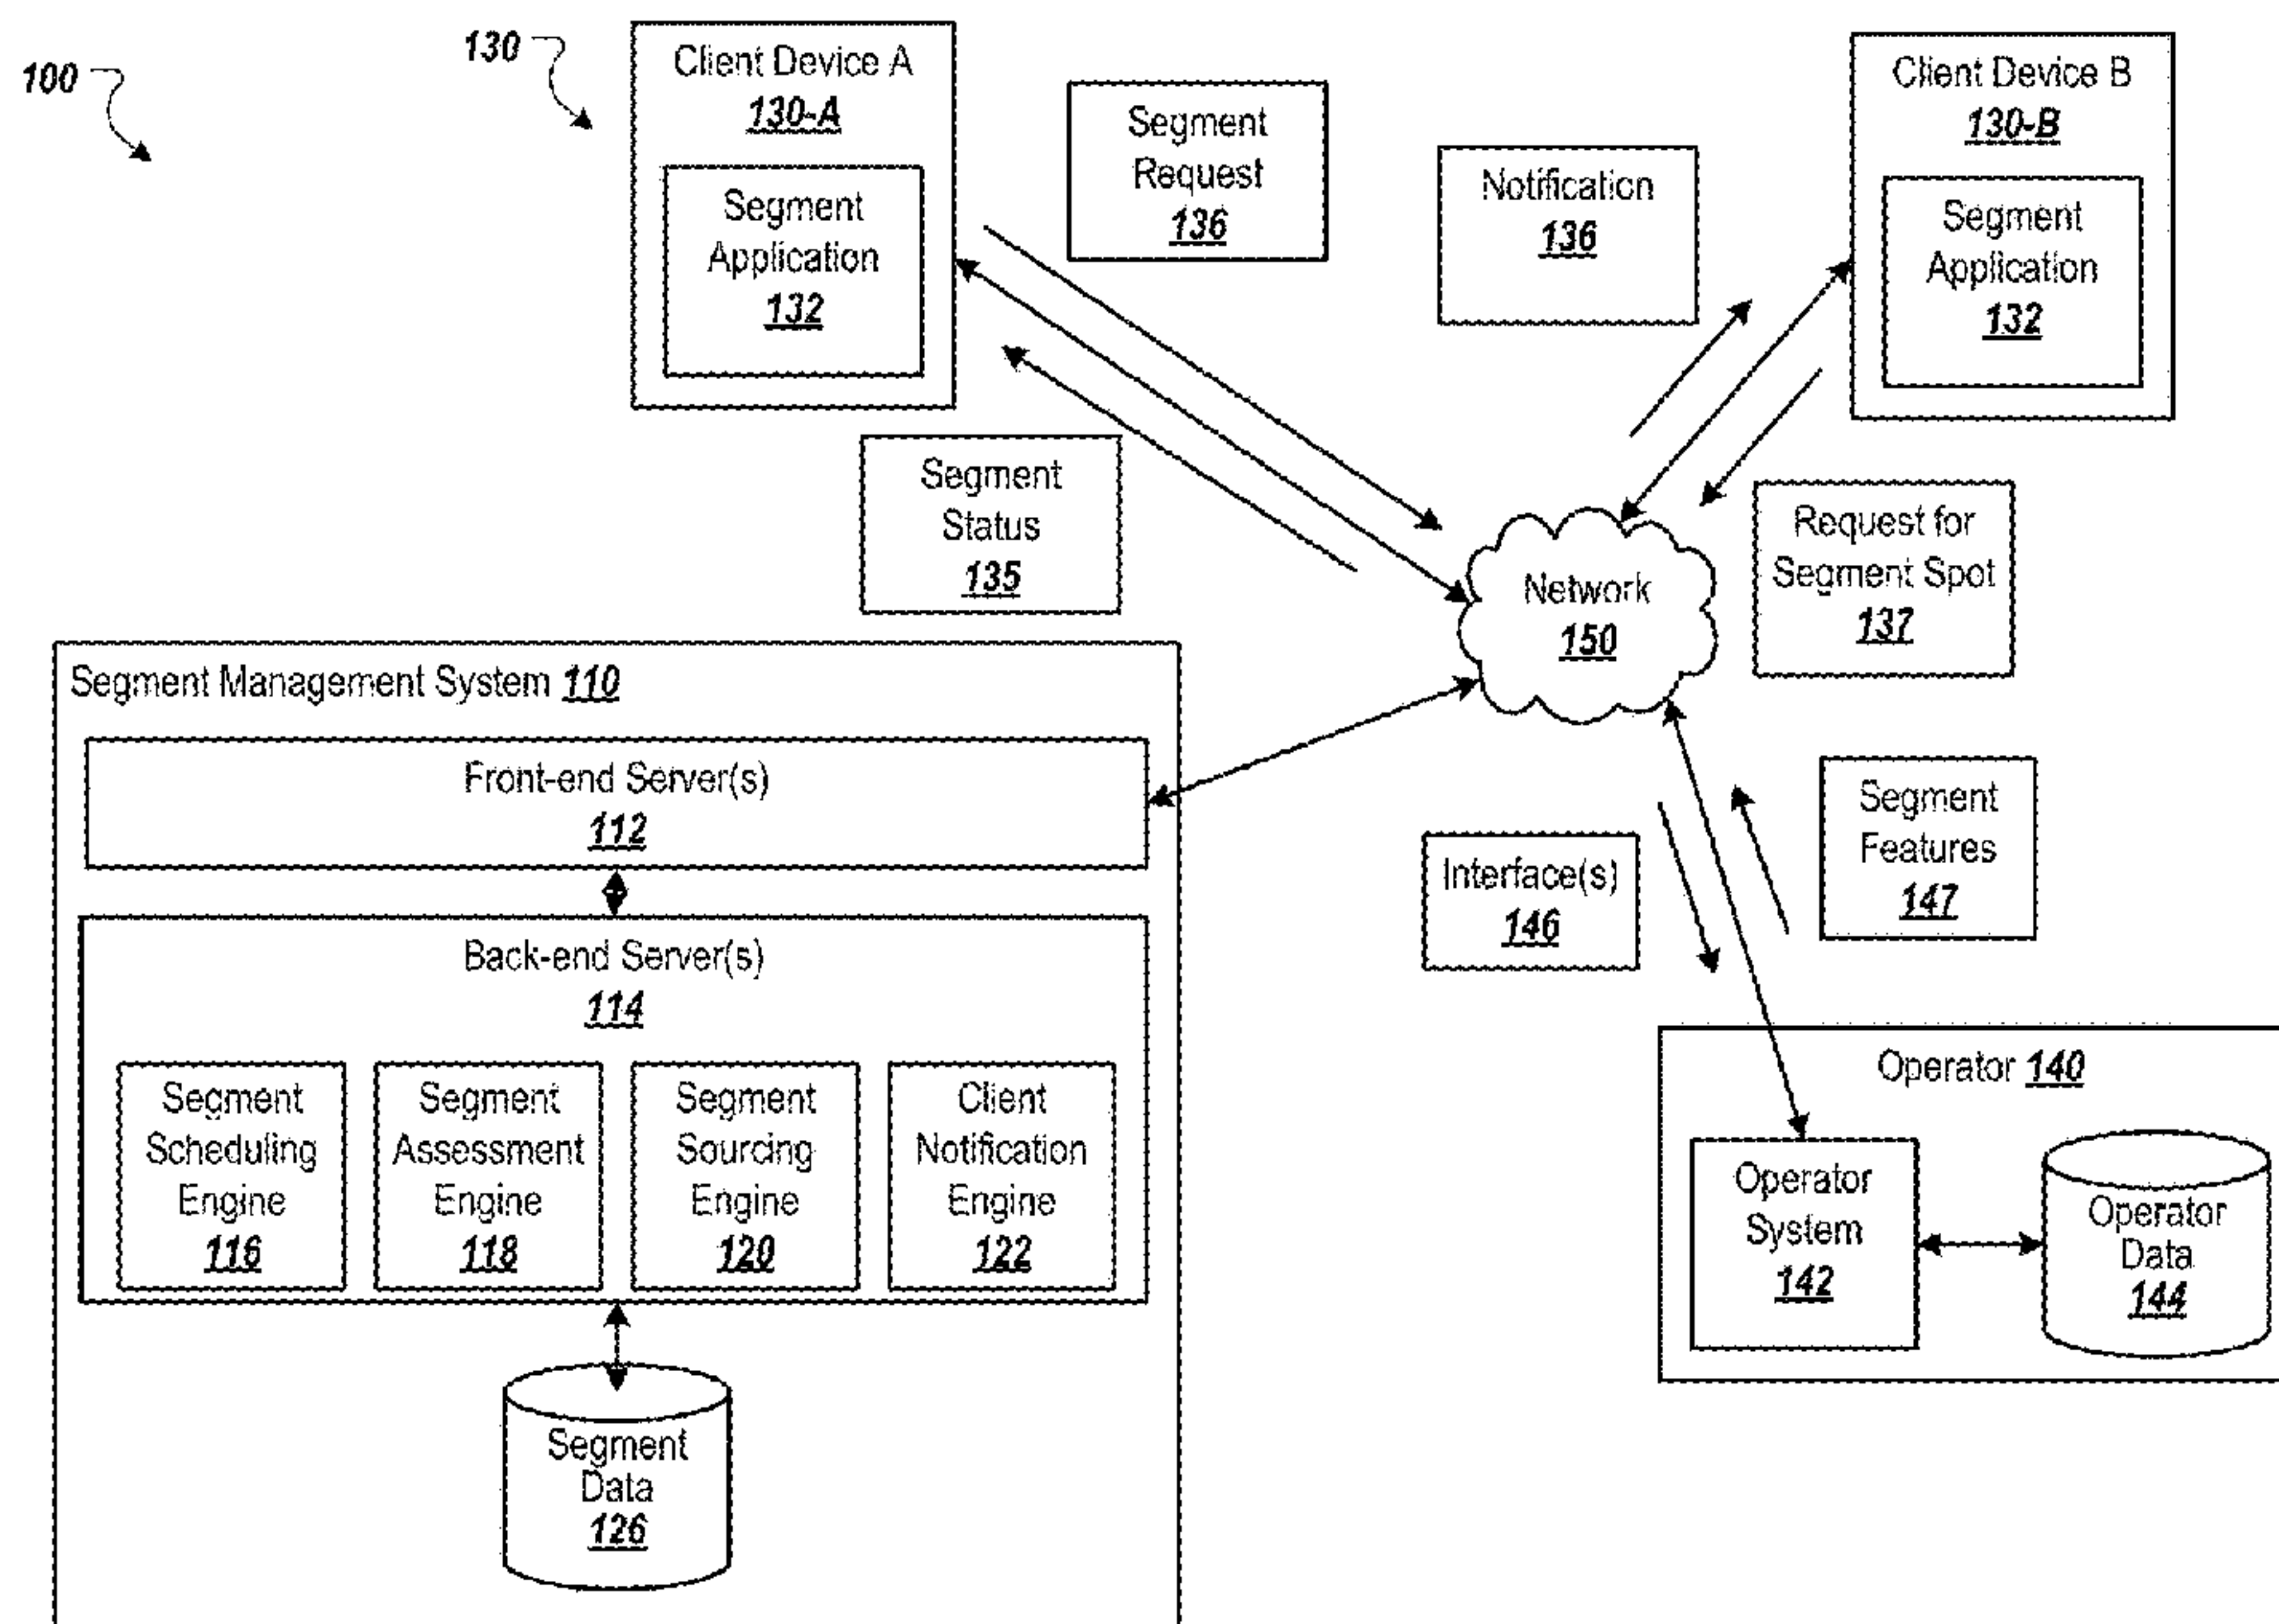 100
130
Client Device A
130-A
Segment
Application
132
Segment
Request
136
Notification
136
Client Device B
130-B
Segment
Application
132
Segment
Status
135
Network
150
Request for
Segment Spot
137
Segment Management System 110
Front-end Server(s)
112
Back-end Server(s)
114
Segment
Scheduling
Engine
116
Segment
Assessment
Engine
118
Segment
Sourcing
Engine
120
Client
Notification
Engine
122
Segment
Data
126
Interface(s)
146
Segment
Features
147
Operator 140
Operator
System
142
Operator
Data
144